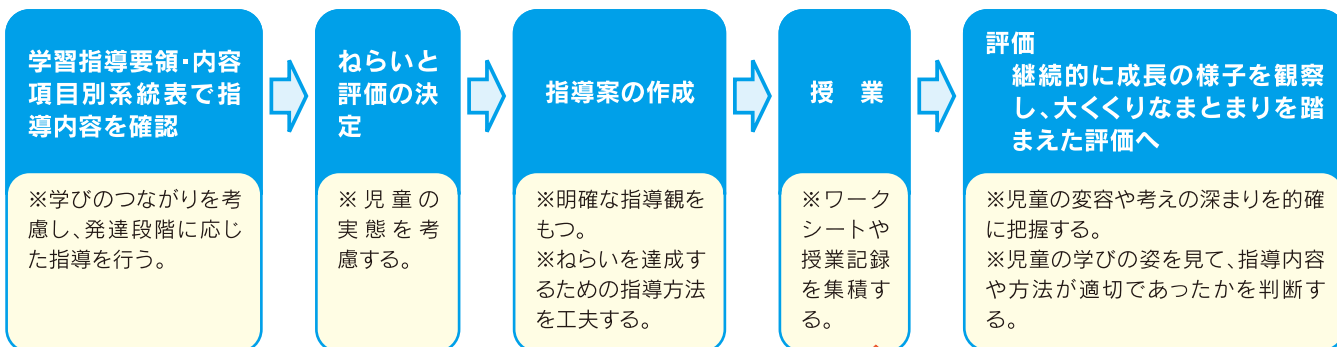 学習指導要領・内容
項目別系統表で指
導内容を確認
※学びのつながりを考
慮し、発達段階に応じ
た指導を行う。
ねらいと
評価の決
定
※児童の
実態を考
慮する。
指導案の作成
※明確な指導観を
もつ。
※ねらいを達成す
るための指導方法
を工夫する。
授　業
※ワーク
シートや
授業記録
を集積す
る。
評価
継続的に成長の様子を観察
し、大くくりなまとまりを踏
まえた評価へ
※児童の変容や考えの深まりを的確
に把握する。
※児童の学びの姿を見て、指導内容
や方法が適切であったかを判断す
る。